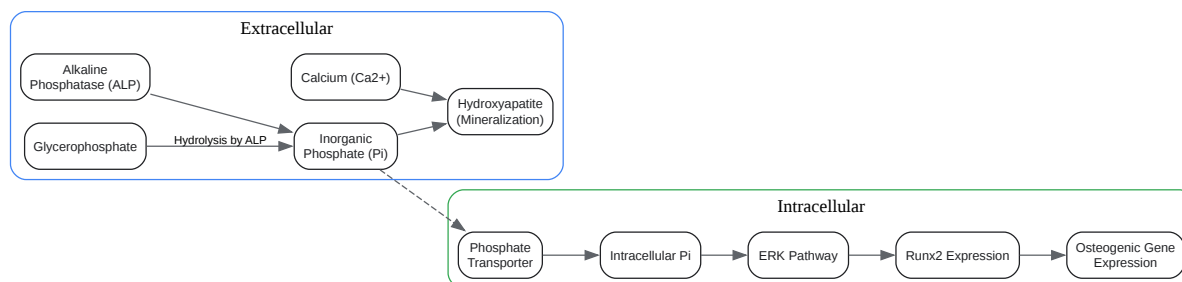 Extracellular
Alkaline
Phosphatase (ALP)
Calcium (Ca2+)
Hydroxyapatite
(Mineralization)
Glycerophosphate
Hydrolysis by ALP
Inorganic
Phosphate (Pi)
Intracellular
Phosphate
Transporter
Intracellular Pi
ERK Pathway
Runx2 Expression
Osteogenic Gene
Expression